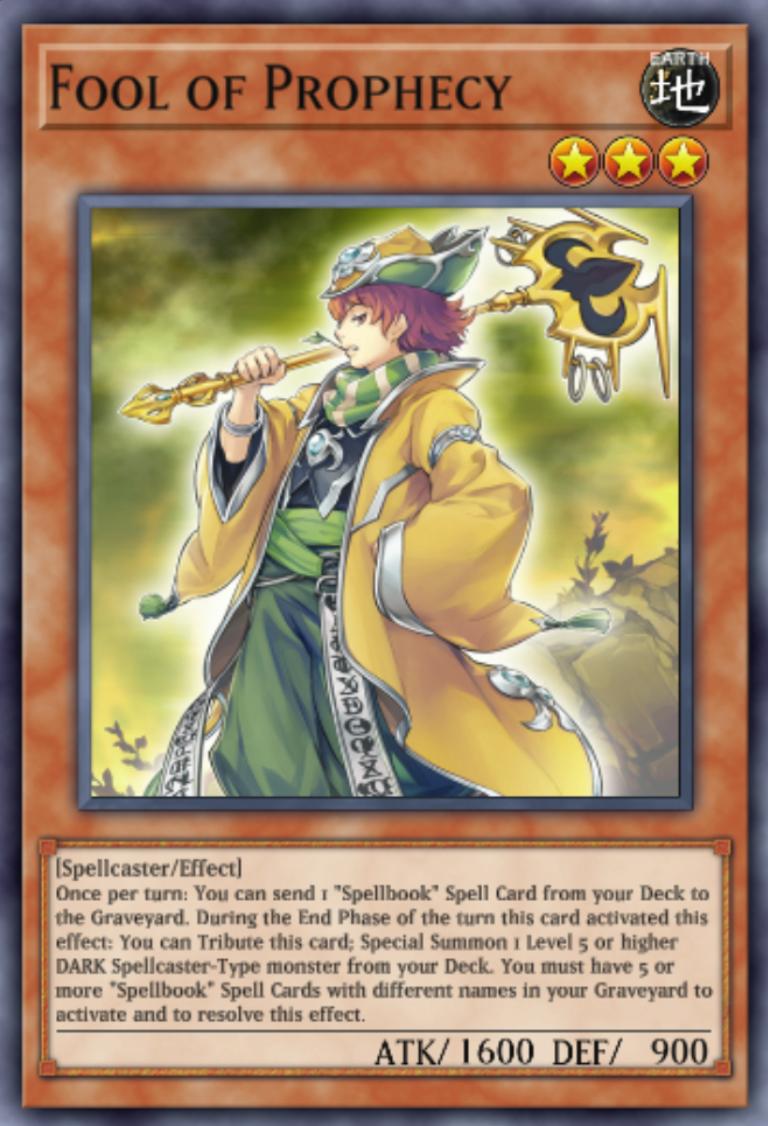 FOOL OF PROPHECY
EARTH
地
[Spellcaster/Effect]
Once per turn: You can send 1 "Spellbook" Spell Card from your Deck to
the Graveyard. During the End Phase of the turn this card activated this
effect: You can Tribute this card; Special Summon 1 Level 5 or higher
DARK Spellcaster-Type monster from your Deck. You must have 5 or
more "Spellbook" Spell Cards with different names in your Graveyard to
activate and to resolve this effect.
ATK/ 1600 DEF/ 900